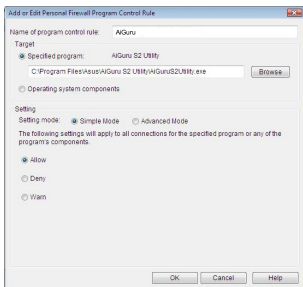 Add or Edit Personal Firewall Program Control Rule
Name of program control rule: AiGuru
Target
Specified program: AiGuru S2 Utility
C:\Program Files\Asus\AiGuru S2 Utility\AiGuruS2Utility.exe Browse
Operating system components
Setting
Setting mode: Simple Mode Advanced Mode
The following settings will apply to all connections for the specified program or any of the
program's components.
Allow
Deny
Warn
OK Cancel Help